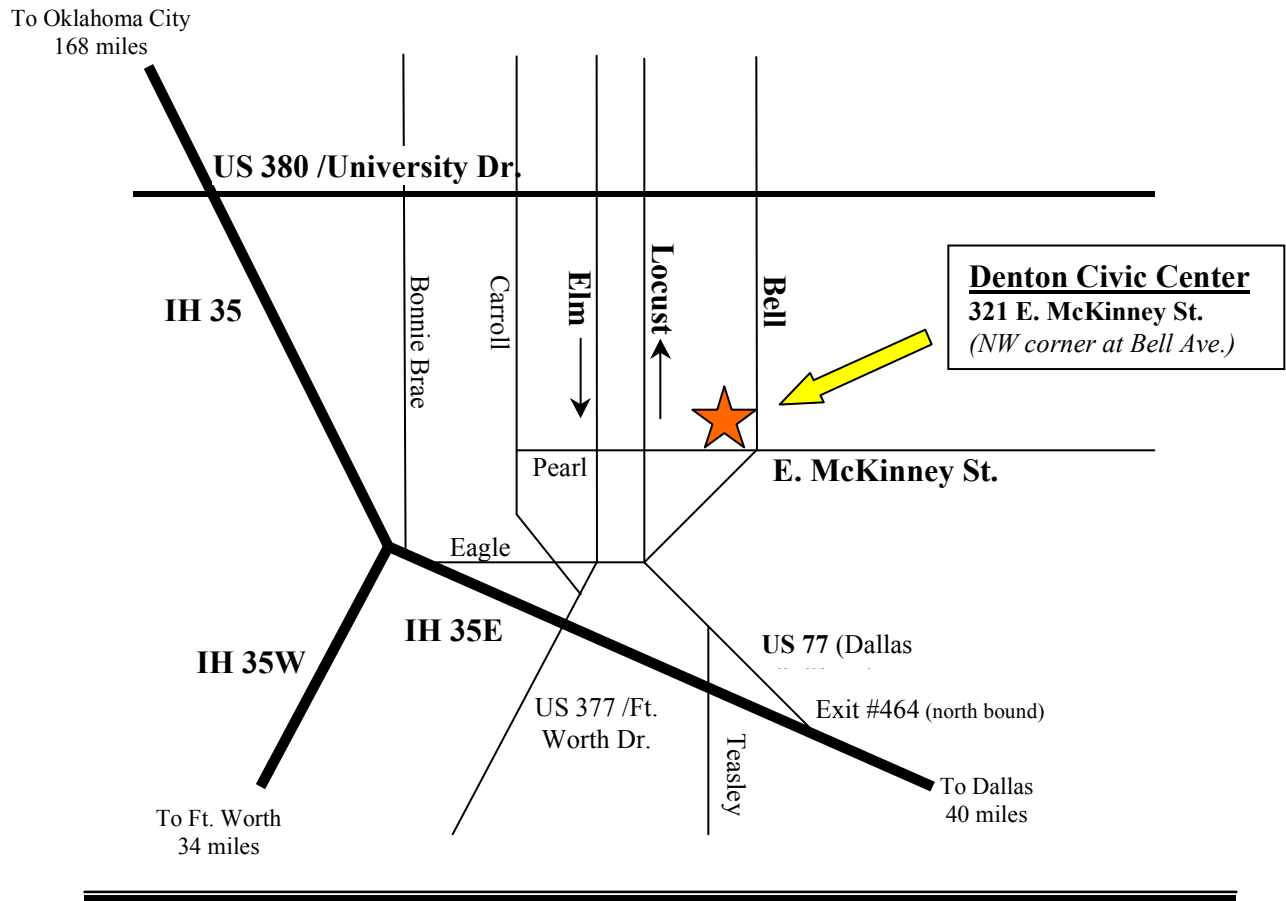 To Oklahoma City
168 miles
US 380 /University Dr.
IH 35
Bonnie Brae
Carroll
Elm
Locust
Bell
Denton Civic Center
321 E. McKinney St.
(NW corner at Bell Ave.)
Pearl
E. McKinney St.
Eagle
IH 35E
IH 35W
US 77 (Dallas
US 377 /Ft.
Worth Dr.
Exit #464 (north bound)
Teasley
To Dallas
40 miles
To Ft. Worth
34 miles